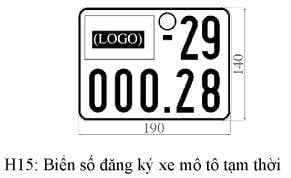 (LOGO) -29
000.28
140
190
H15: Biển số đăng ký xe mô tô tạm thời